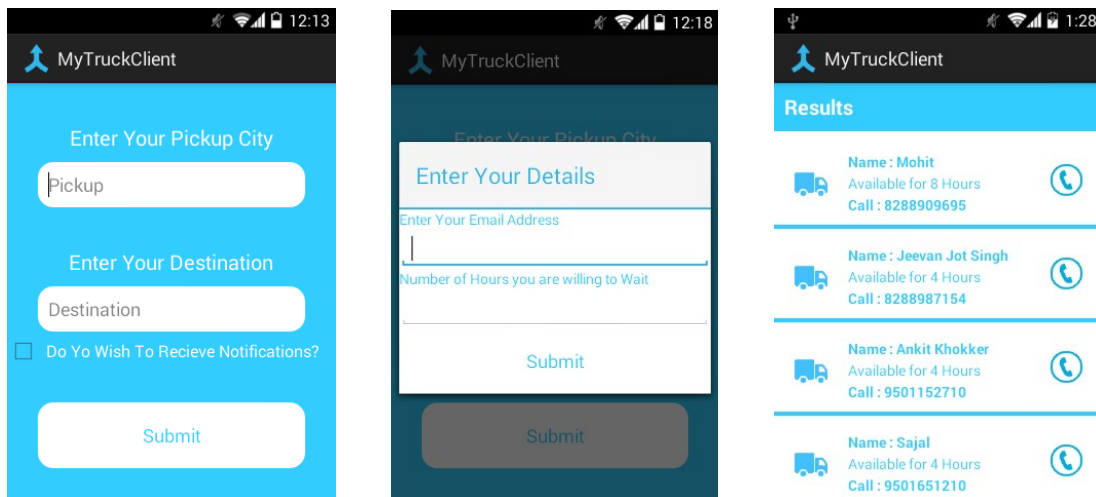 12:13
MyTruckClient
Enter Your Pickup City
Pickup
Enter Your Destination
Destination
Do Yo Wish To Recieve Notifications?
Submit
12:18
MyTruckClient
Enter Your Pickup City
Enter Your Details
Enter Your Email Address
Number of Hours you are willing to Wait
Submit
Submit
1:28
MyTruckClient
Results
Name : Mohit
Available for 8 Hours
Call : 8288909695
Name : Jeevan Jot Singh
Available for 4 Hours
Call : 8288987154
Name : Ankit Khokker
Available for 4 Hours
Call : 9501152710
Name : Sajal
Available for 4 Hours
Call : 9501651210